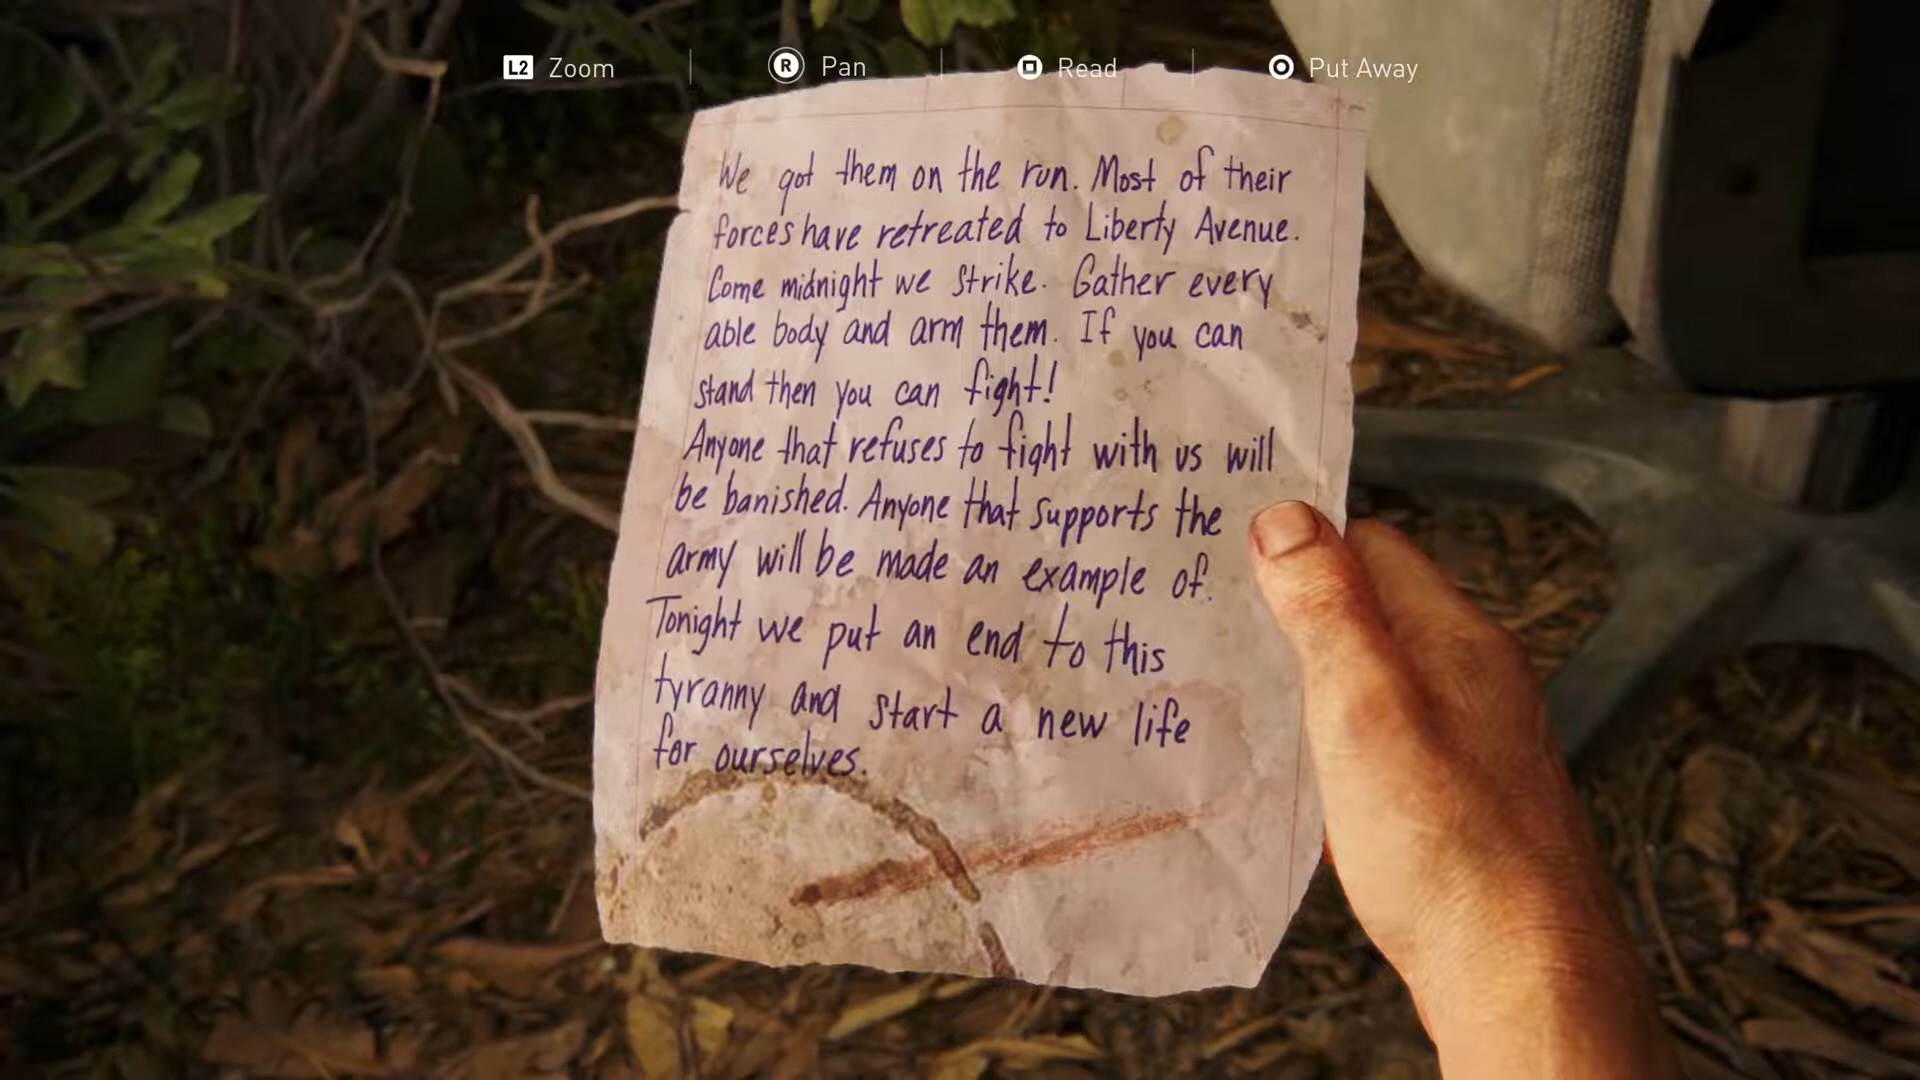 L2 Zoom
R Pan
Read
Put Away
We got them on the run. Most of their
forces have retreated to Liberty Avenue.
Come midnight we strike. Gather every
able body and arm them. If you can
stand then you can fight!
Anyone that refuses to fight with us will
be banished. Anyone that supports the
army will be made an example of.
Tonight we put an end to this
tyranny and start a new life
for ourselves.